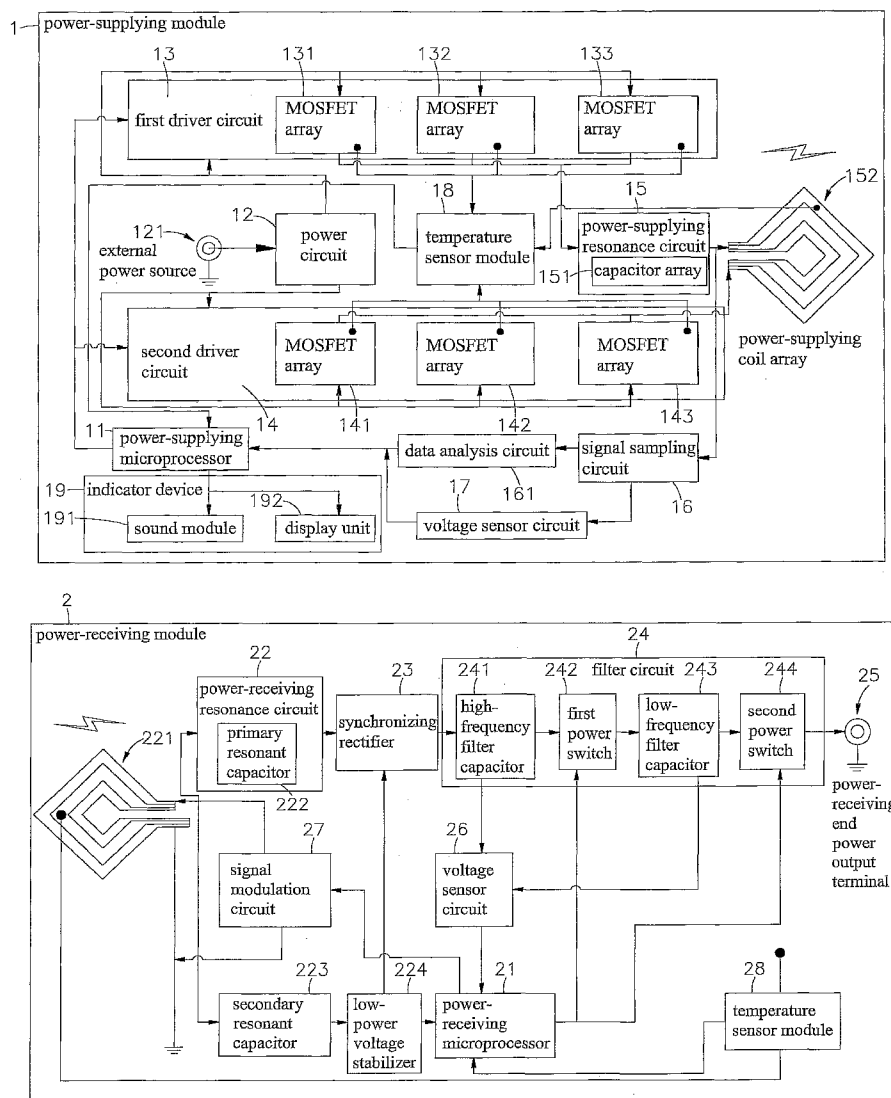 1
power-supplying module
13
131
132
133
first driver circuit
MOSFET
array
MOSFET
array
MOSFET
array
152
121
external
power source
12
power
circuit
18
temperature
sensor module
15
power-supplying
resonance circuit
151
capacitor array
power-supplying
coil array
second driver
circuit
MOSFET
array
MOSFET
array
MOSFET
array
14
141
142
143
11
power-supplying
microprocessor
data analysis circuit
161
signal sampling
circuit
16
19
indicator device
191
sound module
192
display unit
17
voltage sensor circuit
2
power-receiving module
22
power-receiving
resonance circuit
primary
resonant
capacitor
222
221
23
synchronizing
rectifier
24
filter circuit
241
high-
frequency
filter
capacitor
242
first
power
switch
243
low-
frequency
filter
capacitor
244
second
power
switch
25
power-
receiving
end
power
output
terminal
27
signal
modulation
circuit
26
voltage
sensor
circuit
223
secondary
resonant
capacitor
224
low-
power
voltage
stabilizer
21
power-
receiving
microprocessor
28
temperature
sensor module